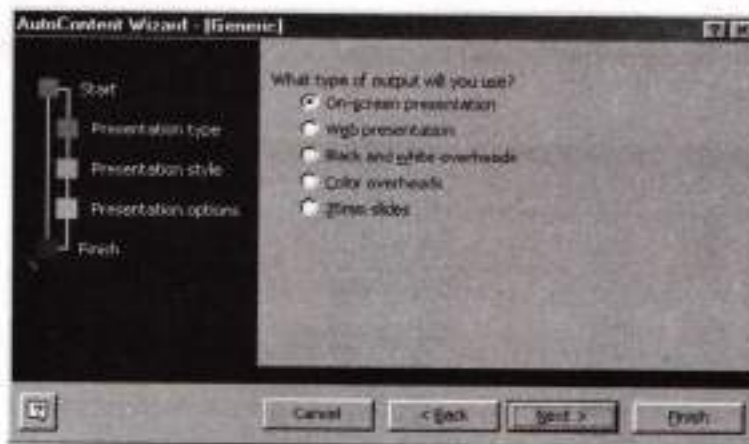 AutoContent Wizard - [Generic]
Start
Presentation type
Presentation style
Presentation options
Finish
What type of output will you use?
On-screen presentation
Web presentation
Black and white overheads
Color overheads
35mm slides
Cancel
< Back
Next >
Finish